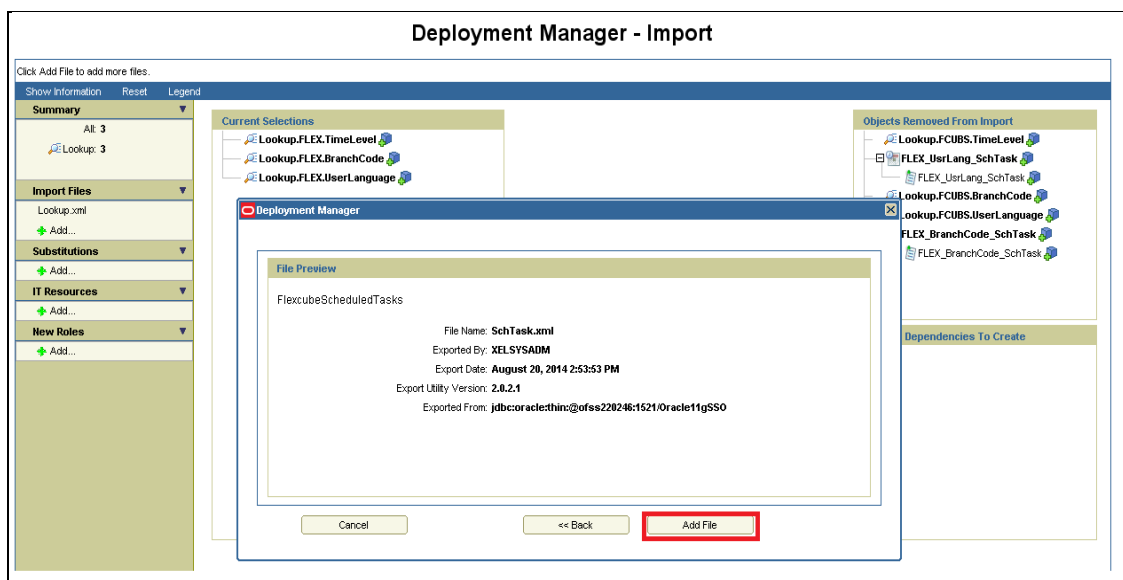 Deployment Manager - Import
Click Add File to add more files.
Show Information Reset Legend
Summary
All: 3
Lookup: 3
Import Files
Lookup.xml
Add...
Substitutions
Add...
IT Resources
Add...
New Roles
Add...
Current Selections
Lookup.FLEX.TimeLevel
Lookup.FLEX.BranchCode
Lookup.FLEX.UserLanguage
Objects Removed From Import
Lookup.FCUBS.TimeLevel
FLEX_UsrLang_SchTask
FLEX_UsrLang_SchTask
Lookup.FCUBS.BranchCode
Lookup.FCUBS.UserLanguage
FLEX_BranchCode_SchTask
FLEX_BranchCode_SchTask
Dependencies To Create
Deployment Manager
File Preview
FlexcubeScheduledTasks
File Name: SchTask.xml
Exported By: XELSYSADM
Export Date: August 20, 2014 2:53:53 PM
Export Utility Version: 2.0.2.1
Exported From: jdbc:oracle:thin:@ofss220246:1521/Oracle11gSSO
Cancel
<< Back
Add File